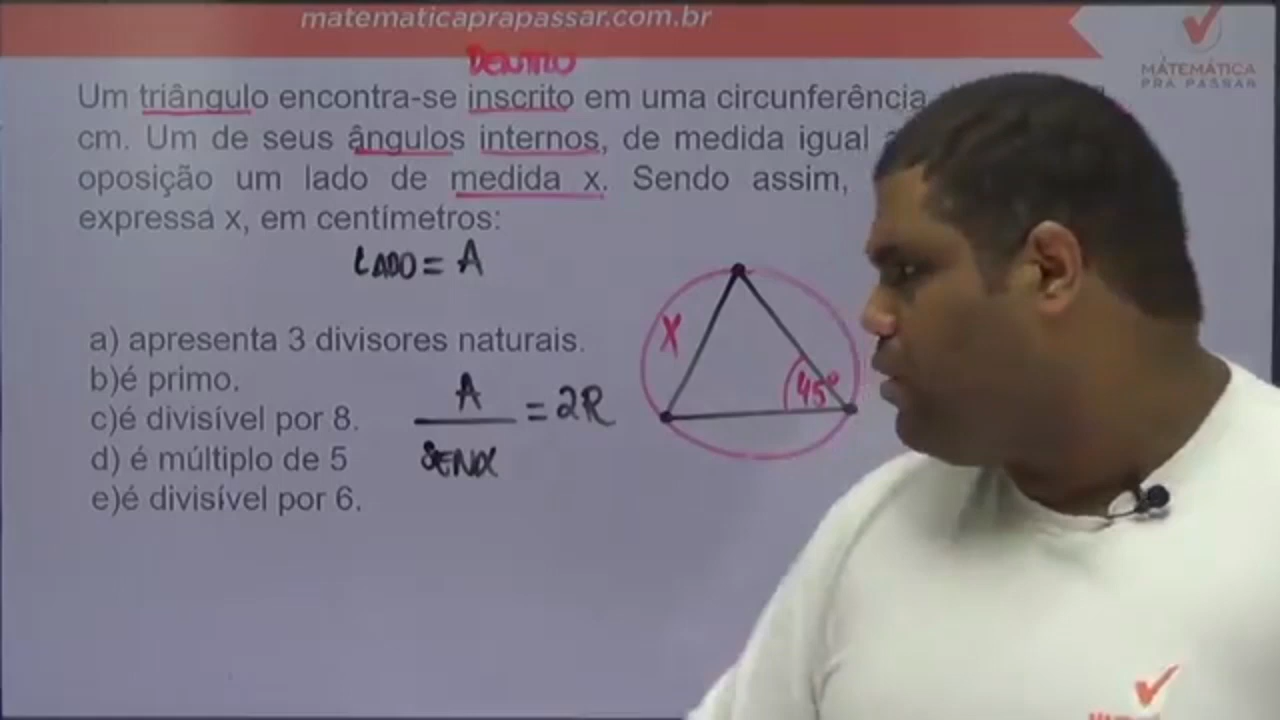 matematicaprapassar.com.br
MATEMÁTICA
PRA PASSAR
DENTRO
Um triângulo encontra-se inscrito em uma circunferência
cm. Um de seus ângulos internos, de medida igual
oposição um lado de medida x. Sendo assim,
expressa x, em centímetros:
LADO = A
a) apresenta 3 divisores naturais.
b)é primo.
c)é divisível por 8.
d) é múltiplo de 5
e)é divisível por 6.
A
= 2R
SENα
X
45°